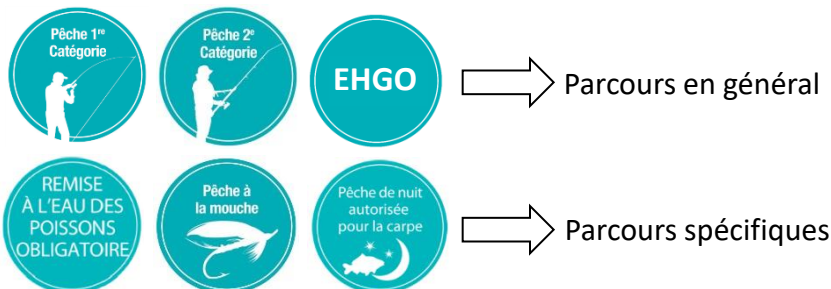 Pêche 1re
Catégorie
Pêche 2e
Catégorie
EHGO
Parcours en général
REMISE
À L'EAU DES
POISSONS
OBLIGATOIRE
Pêche à
la mouche
Pêche de nuit
autorisée
pour la carpe
Parcours spécifiques